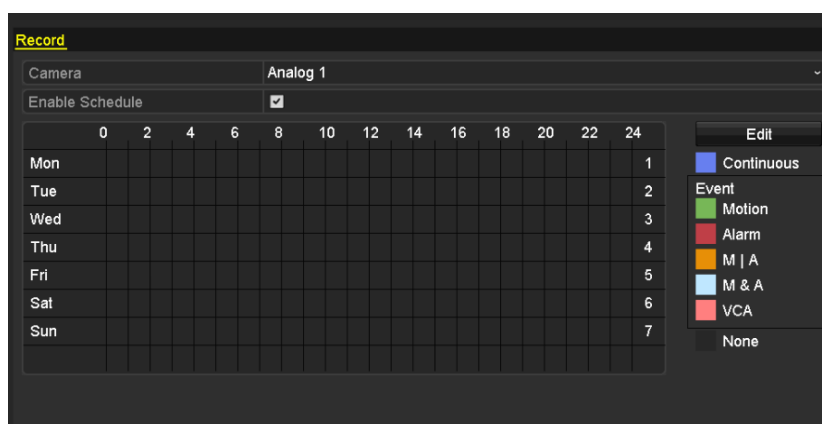 Record
Camera Analog 1
Enable Schedule
0 2 4 6 8 10 12 14 16 18 20 22 24
Mon 1
Tue 2
Wed 3
Thu 4
Fri 5
Sat 6
Sun 7
Edit
Continuous
Event
Motion
Alarm
M | A
M & A
VCA
None